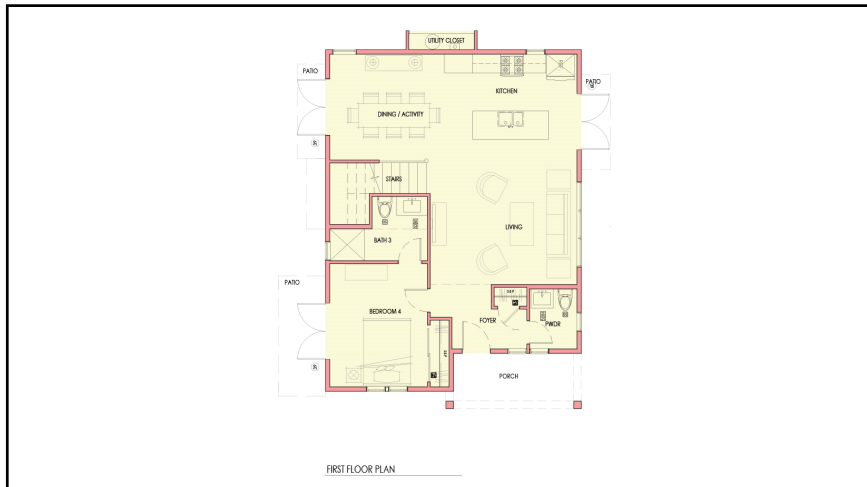 UTILITY CLOSET
PATIO
PATIO
KITCHEN
DINING / ACTIVITY
STAIRS
LIVING
BATH 3
PATIO
BEDROOM 4
S&P
FOYER
PWDR
S&P
PORCH
FIRST FLOOR PLAN